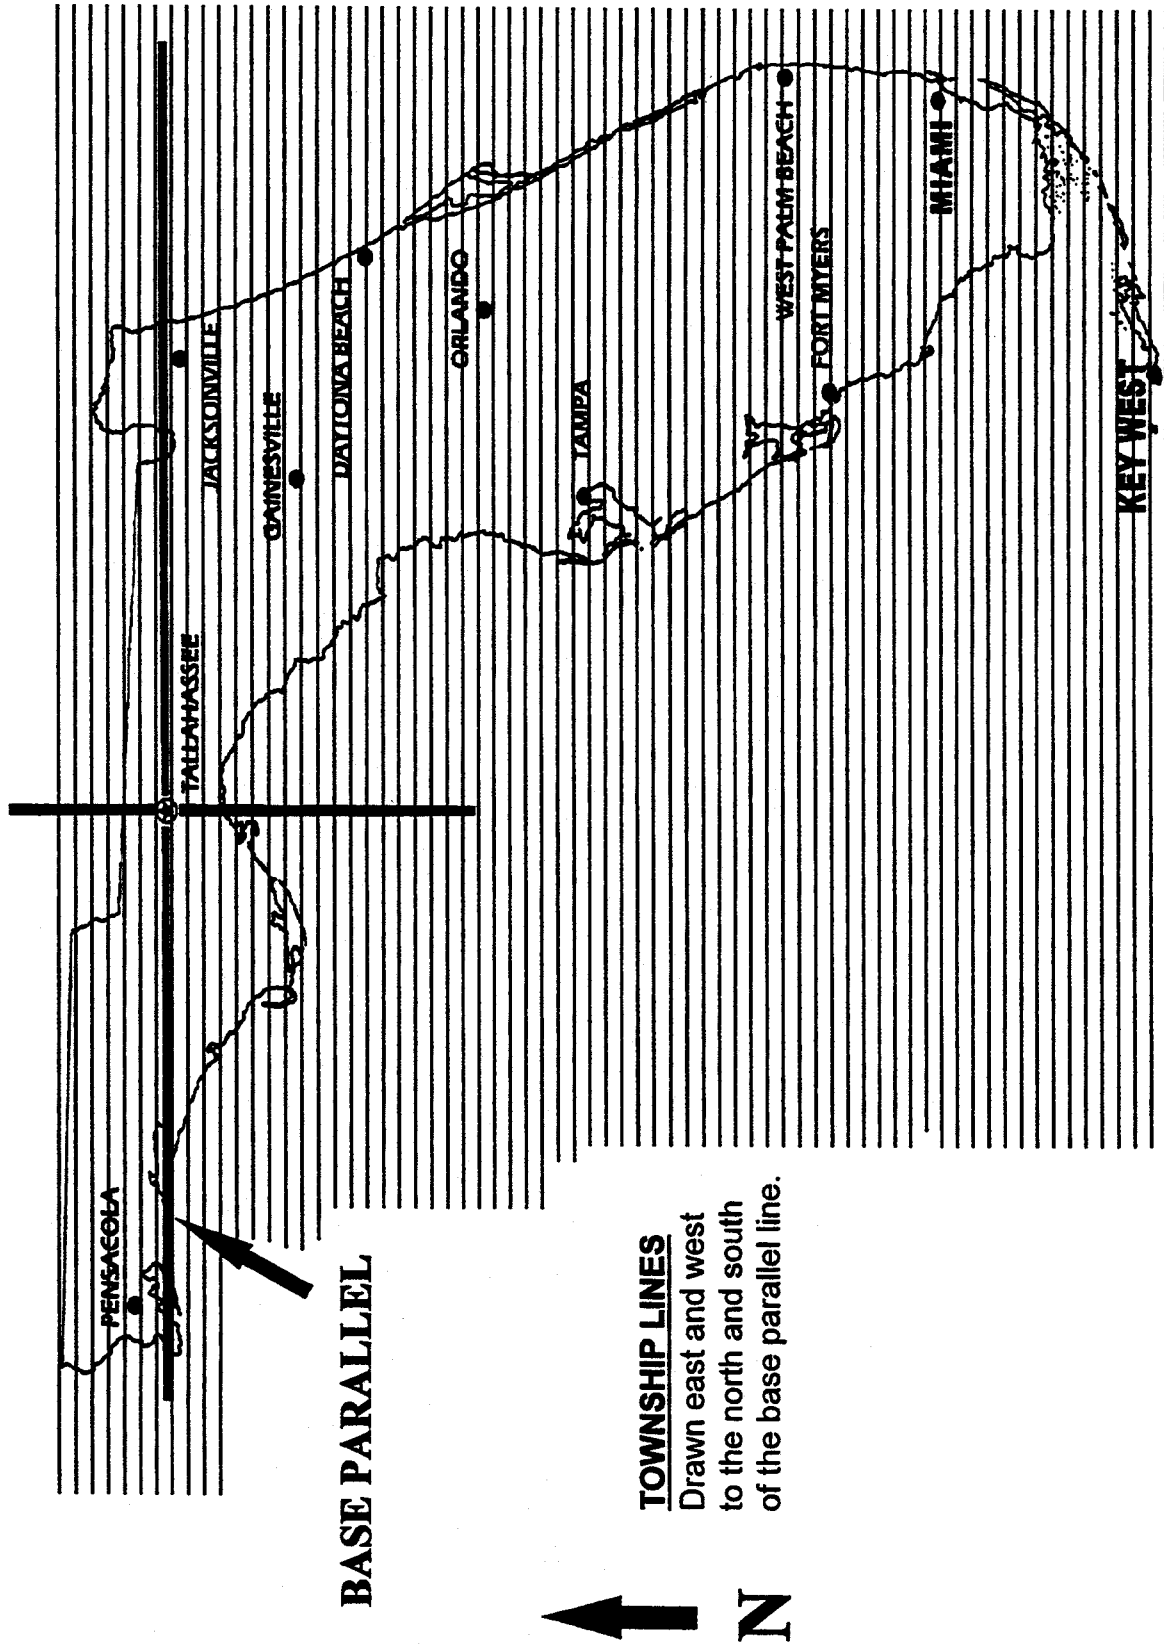 PENSACOLA
TALLAHASSEE
JACKSONVILLE
GAINESVILLE
DAYTONA BEACH
ORLANDO
TAMPA
WEST PALM BEACH
FORT MYERS
MIAMI
KEY WEST
BASE PARALLEL
TOWNSHIP LINES
Drawn east and west
to the north and south
of the base parallel line.
N